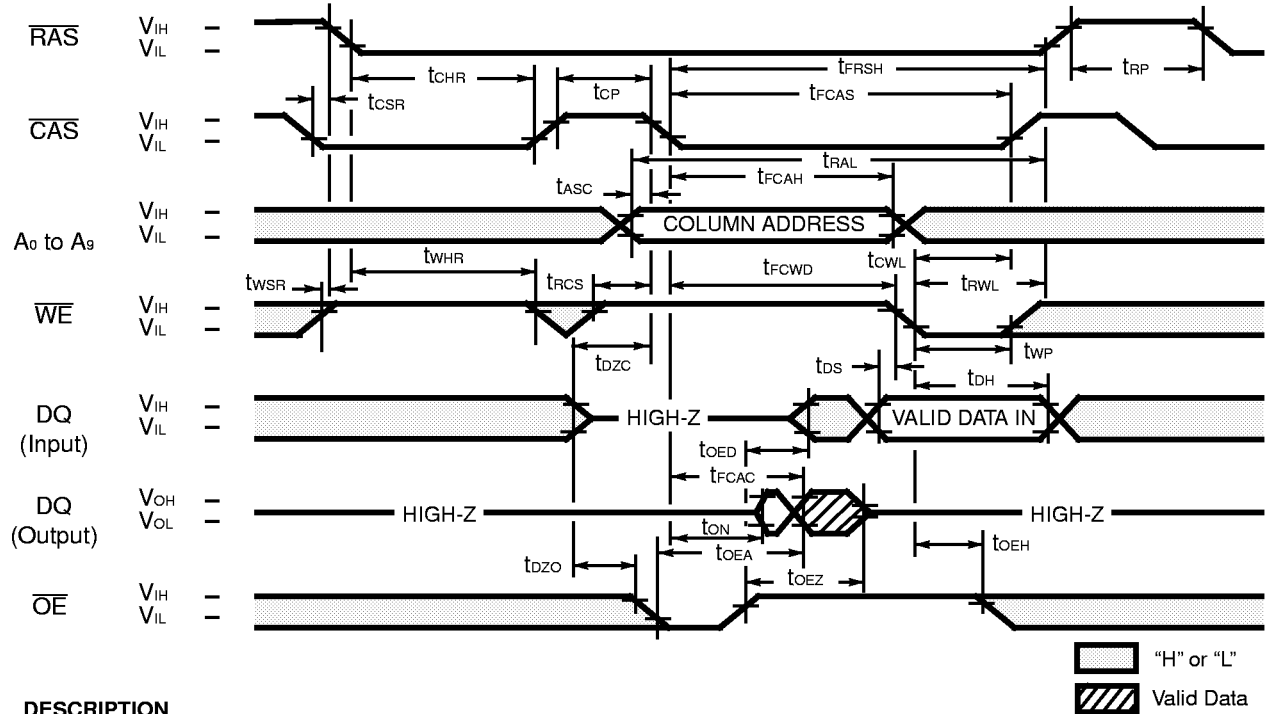 RAS VIH
VIL
tCHR tFRSH tRP
tCSR tCP tFCAS
CAS VIH
VIL
tRAL
tASC tFCAH
A0 to A9 VIH
VIL COLUMN ADDRESS
tWHR tFCWD tCWL
tWSR tRCS tRWL
WE VIH
VIL
tDZC tDS tWP
tDH
DQ
(Input) VIH
VIL HIGH-Z VALID DATA IN
tOED
tFCAC
DQ
(Output) VOH
VOL HIGH-Z HIGH-Z
tON
tOEA tOEH
tDZO tOEZ
OE VIH
VIL
“H” or “L”
Valid Data
DESCRIPTION